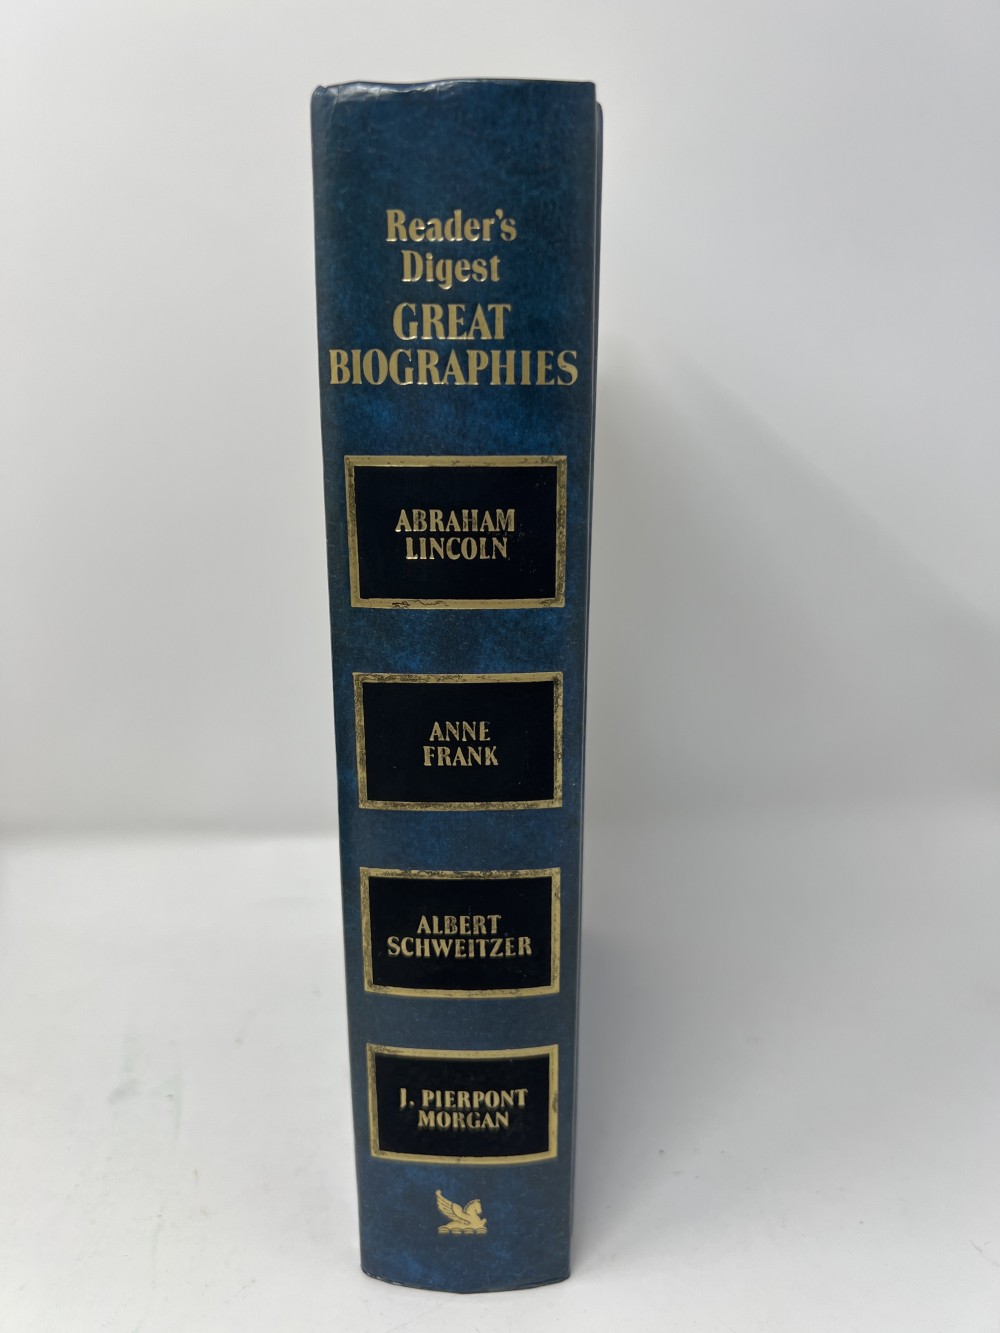 Reader's
Digest
GREAT
BIOGRAPHIES
ABRAHAM
LINCOLN
ANNE
FRANK
ALBERT
SCHWEITZER
J. PIERPONT
MORGAN